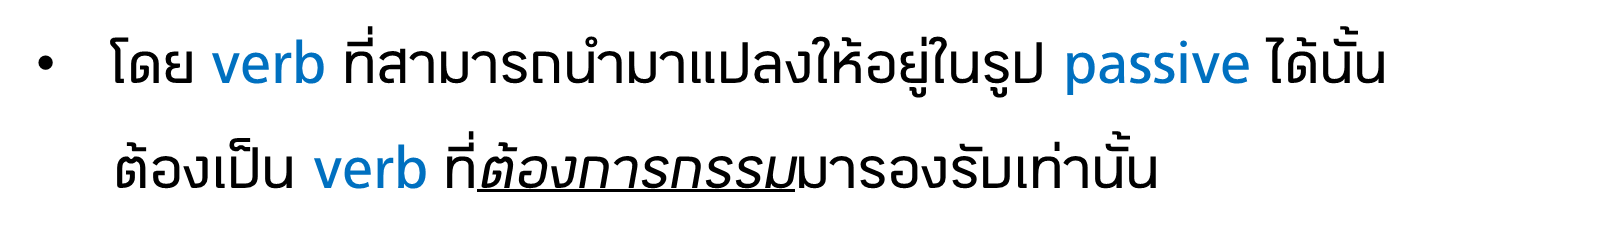 • โดย verb ที่สามารถนำมาแปลงให้อยู่ในรูป passive ได้นั้น
ต้องเป็น verb ที่ต้องการกรรมมารองรับเท่านั้น